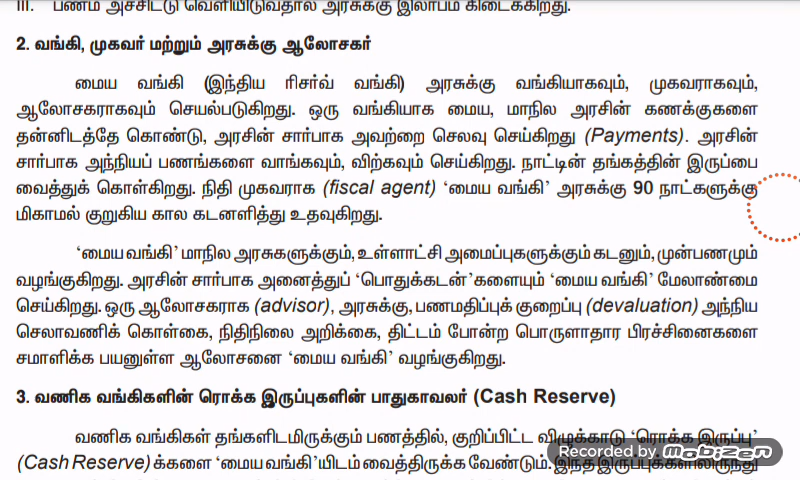 III. பணம் அச்சிட்டு வெளியிடுவதால் அரசுக்கு இலாபம் கிடைக்கிறது.
2. வங்கி, முகவர் மற்றும் அரசுக்கு ஆலோசகர்
மைய வங்கி (இந்திய ரிசர்வ் வங்கி) அரசுக்கு வங்கியாகவும், முகவராகவும்,
ஆலோசகராகவும் செயல்படுகிறது. ஒரு வங்கியாக மைய, மாநில அரசின் கணக்குகளை
தன்னிடத்தே கொண்டு, அரசின் சார்பாக அவற்றை செலவு செய்கிறது (Payments). அரசின்
சார்பாக அந்நியப் பணங்களை வாங்கவும், விற்கவும் செய்கிறது. நாட்டின் தங்கத்தின் இருப்பை
வைத்துக் கொள்கிறது. நிதி முகவராக (fiscal agent) ‘மைய வங்கி’ அரசுக்கு 90 நாட்களுக்கு
மிகாமல் குறுகிய கால கடனளித்து உதவுகிறது.
‘மைய வங்கி’ மாநில அரசுகளுக்கும், உள்ளாட்சி அமைப்புகளுக்கும் கடனும், முன்பணமும்
வழங்குகிறது. அரசின் சார்பாக அனைத்துப் ‘பொதுக்கடன்’களையும் ‘மைய வங்கி’ மேலாண்மை
செய்கிறது. ஒரு ஆலோசகராக (advisor), அரசுக்கு, பணமதிப்புக் குறைப்பு (devaluation) அந்நிய
செலாவணிக் கொள்கை, நிதிநிலை அறிக்கை, திட்டம் போன்ற பொருளாதார பிரச்சினைகளை
சமாளிக்க பயனுள்ள ஆலோசனை ‘மைய வங்கி’ வழங்குகிறது.
3. வணிக வங்கிகளின் ரொக்க இருப்புகளின் பாதுகாவலர் (Cash Reserve)
வணிக வங்கிகள் தங்களிடமிருக்கும் பணத்தில், குறிப்பிட்ட விழுக்காடு ‘ரொக்க இருப்பு’
(Cash Reserve) க்களை ‘மைய வங்கி’யிடம் வைத்திருக்க வேண்டும். இந்த இருப்புக்களிலிருந்து
Recorded by mobizen